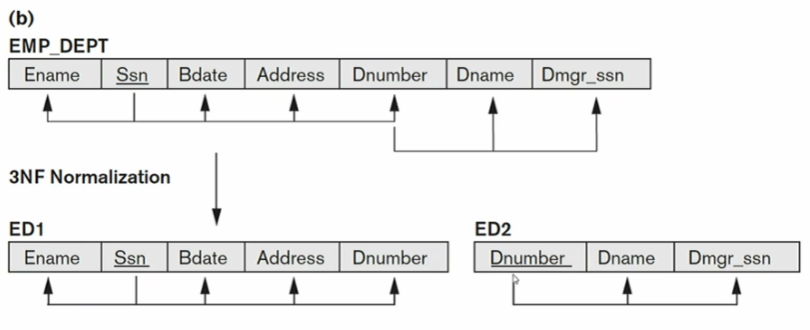 (b)
EMP_DEPT
Ename Ssn Bdate Address Dnumber Dname Dmgr_ssn
3NF Normalization
ED1
Ename Ssn Bdate Address Dnumber
ED2
Dnumber Dname Dmgr_ssn